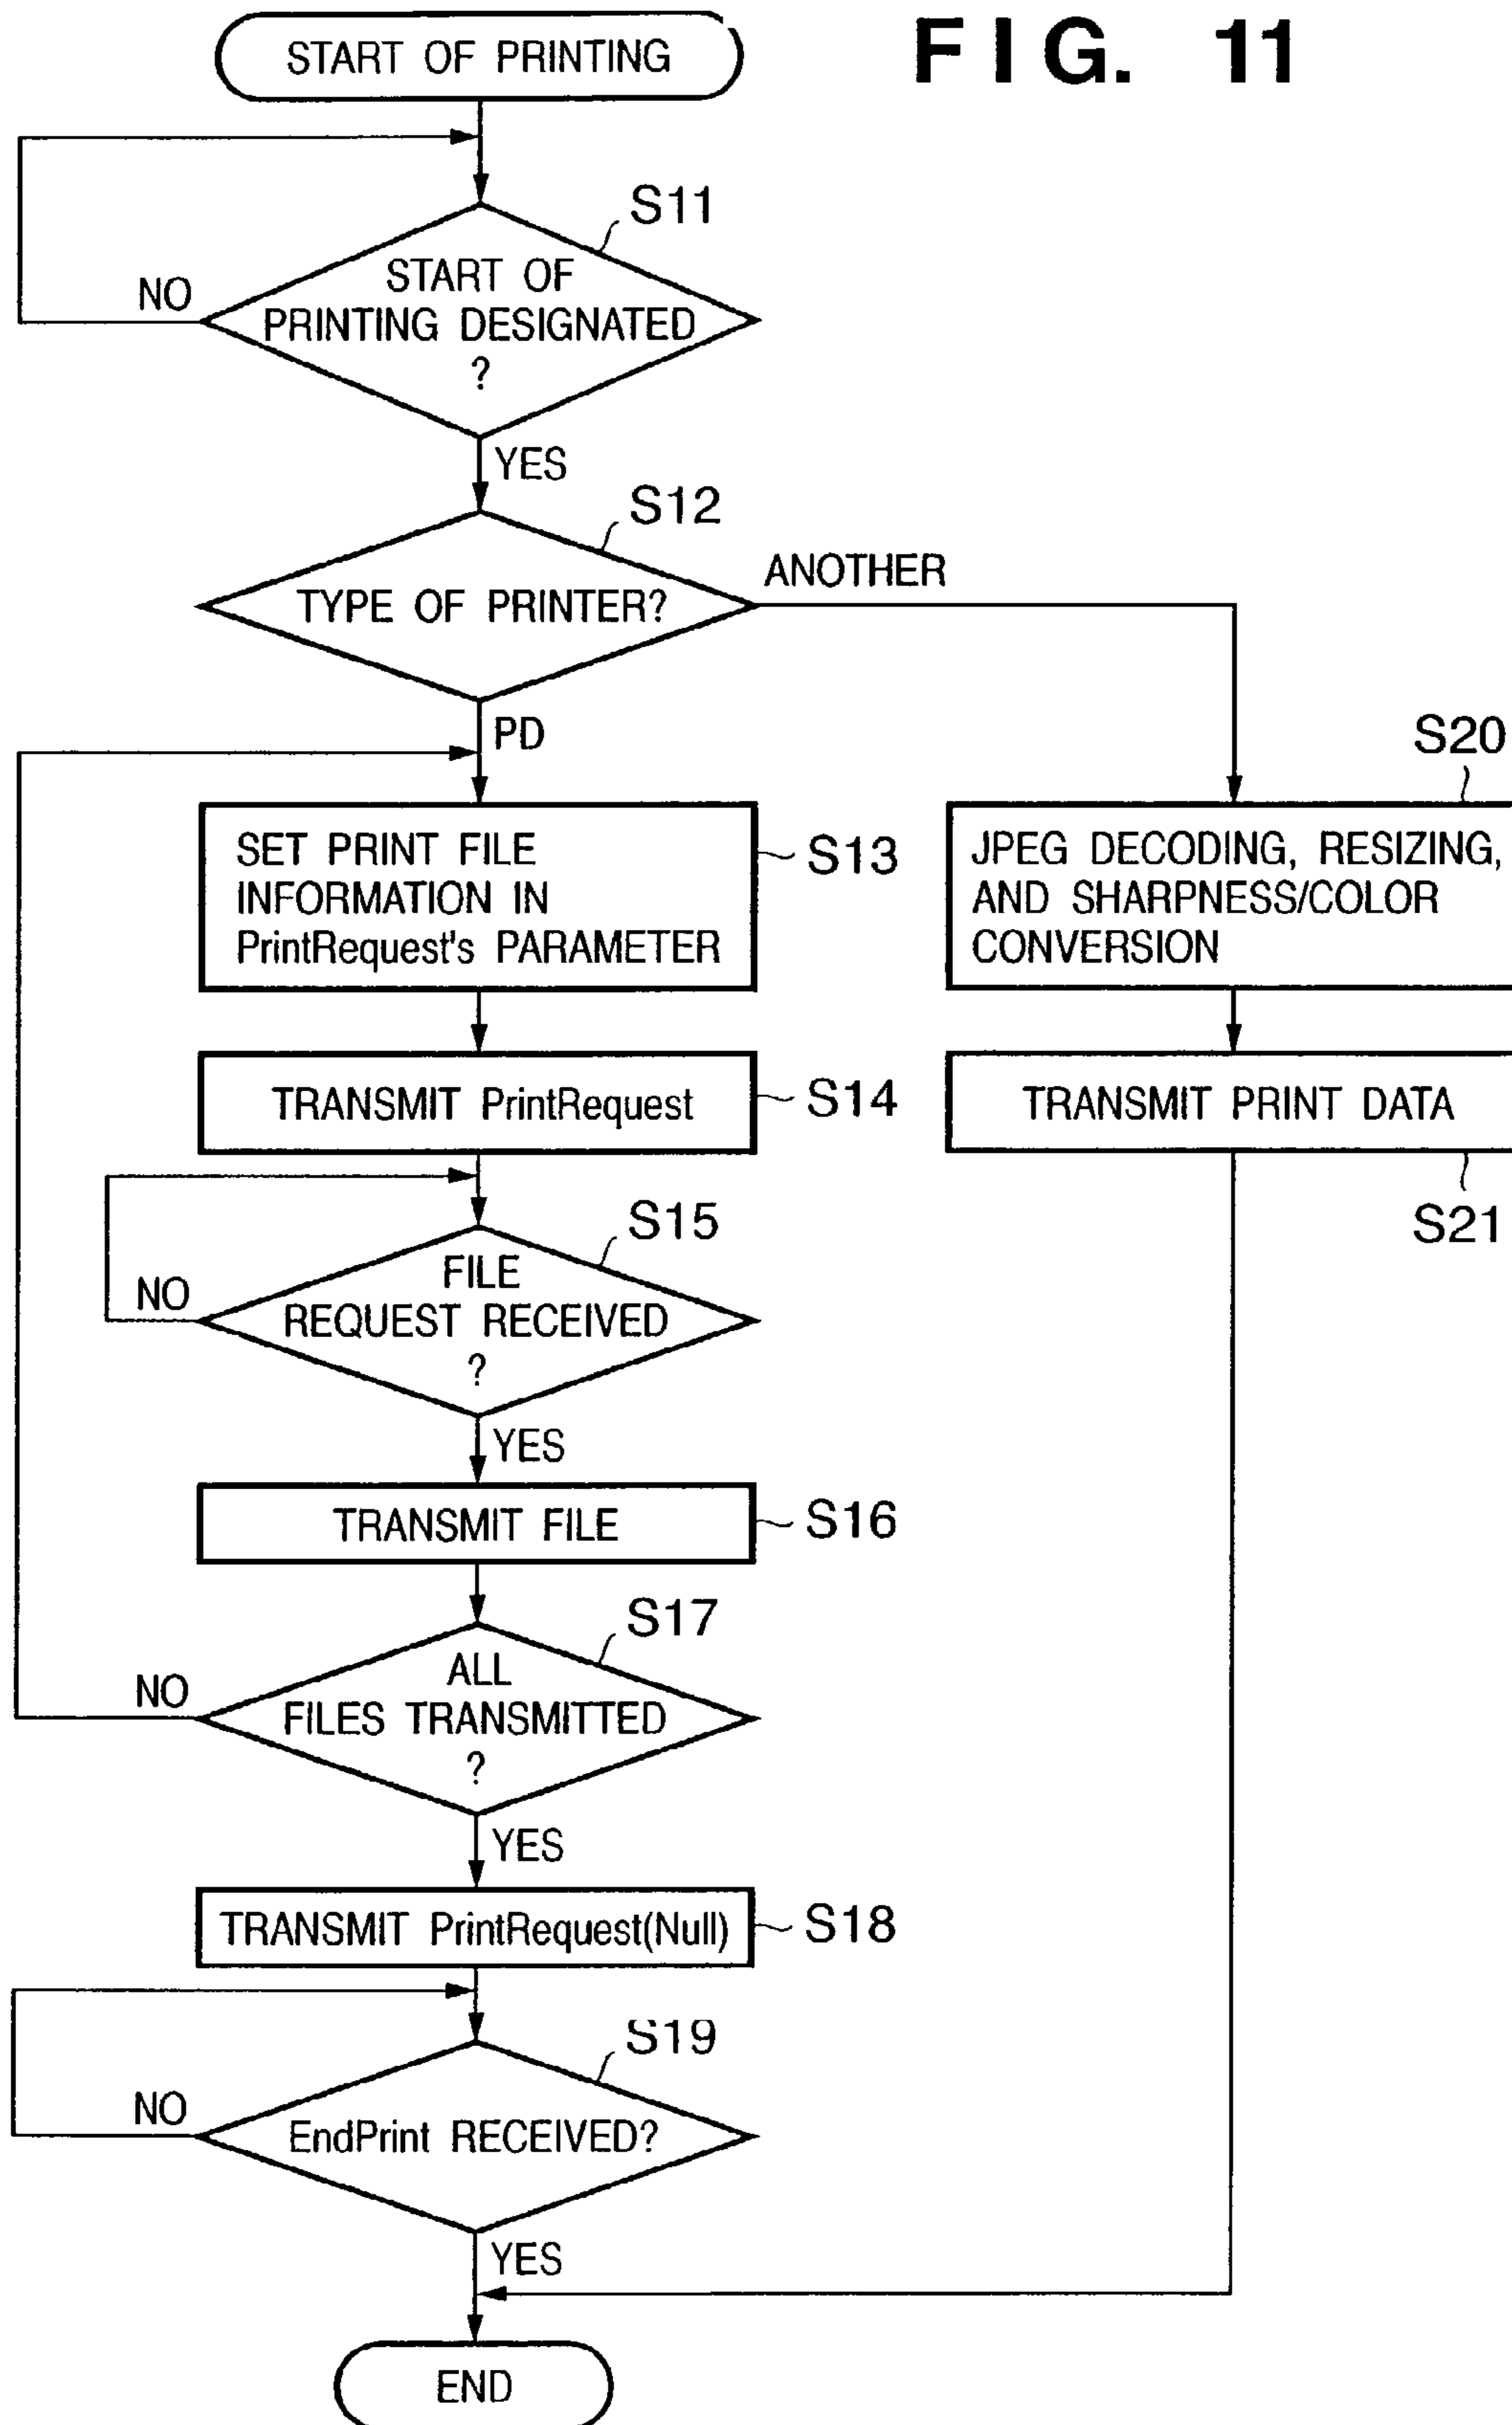 START OF PRINTING
FIG. 11
S11
START OF
PRINTING DESIGNATED
?
NO
YES
S12
TYPE OF PRINTER?
ANOTHER
PD
S13
SET PRINT FILE
INFORMATION IN
PrintRequest's PARAMETER
S20
JPEG DECODING, RESIZING,
AND SHARPNESS/COLOR
CONVERSION
TRANSMIT PrintRequest
S14
TRANSMIT PRINT DATA
S21
S15
FILE
REQUEST RECEIVED
?
NO
YES
TRANSMIT FILE
S16
S17
ALL
FILES TRANSMITTED
?
NO
YES
TRANSMIT PrintRequest(Null)
S18
S19
EndPrint RECEIVED?
NO
YES
END